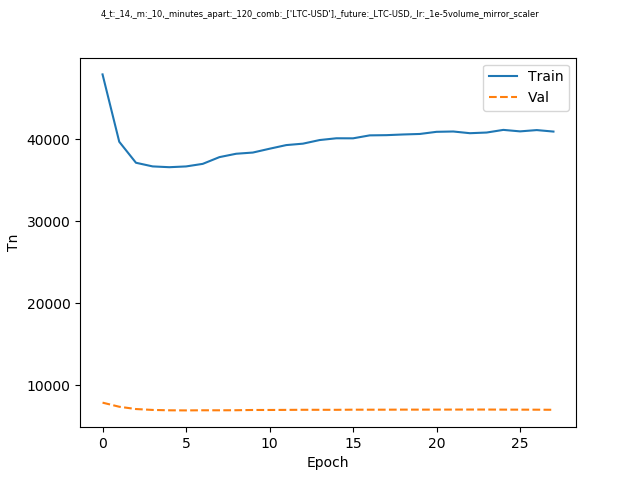 4_t:_14,_m:_10,_minutes_apart:_120_comb:_['LTC-USD'],_future:_LTC-USD,_lr:_1e-5volume_mirror_scaler
Train
Val
40000
30000
20000
10000
Tn
0 5 10 15 20 25
Epoch